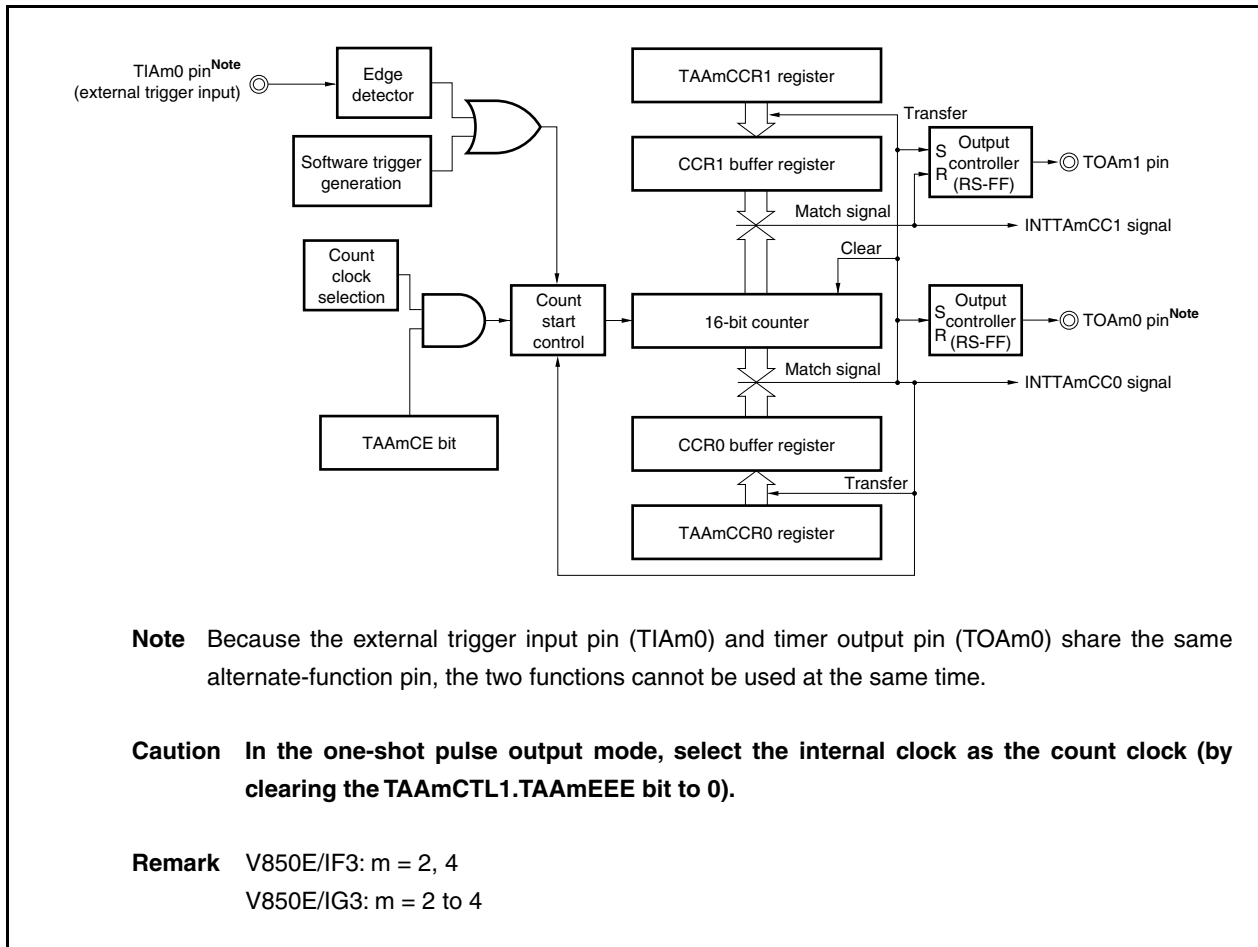 TIAm0 pinNote
(external trigger input)
Edge
detector
Software trigger
generation
Count
clock
selection
TAAmCE bit
Count
start
control
TAAmCCR1 register
Transfer
CCR1 buffer register
Match signal
Clear
16-bit counter
Match signal
CCR0 buffer register
Transfer
TAAmCCR0 register
S
R
Output
controller
(RS-FF)
TOAm1 pin
INTTAmCC1 signal
S
R
Output
controller
(RS-FF)
TOAm0 pinNote
INTTAmCC0 signal
Note Because the external trigger input pin (TIAm0) and timer output pin (TOAm0) share the same
alternate-function pin, the two functions cannot be used at the same time.
Caution In the one-shot pulse output mode, select the internal clock as the count clock (by
clearing the TAAmCTL1.TAAmEEE bit to 0).
Remark V850E/IF3: m = 2, 4
V850E/IG3: m = 2 to 4